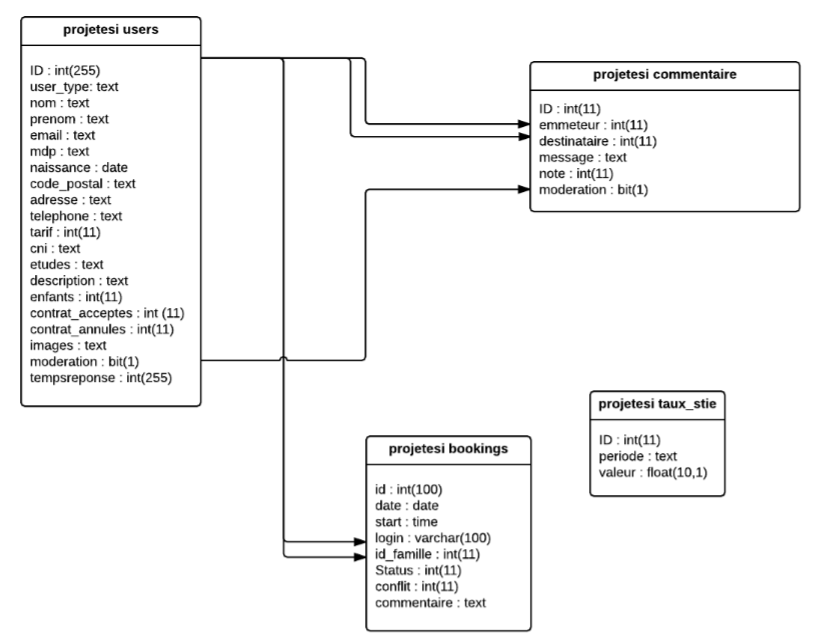 projetesi users
ID : int(255)
user_type: text
nom : text
prenom : text
email : text
mdp : text
naissance : date
code_postal : text
adresse : text
telephone : text
tarif : int(11)
cni : text
etudes : text
description : text
enfants : int(11)
contrat_acceptes : int (11)
contrat_annules : int(11)
images : text
moderation : bit(1)
tempsreponse : int(255)
projetesi commentaire
ID : int(11)
emmeteur : int(11)
destinataire : int(11)
message : text
note : int(11)
moderation : bit(1)
projetesi bookings
id : int(100)
date : date
start : time
login : varchar(100)
id_famille : int(11)
Status : int(11)
conflit : int(11)
commentaire : text
projetesi taux_stie
ID : int(11)
periode : text
valeur : float(10,1)